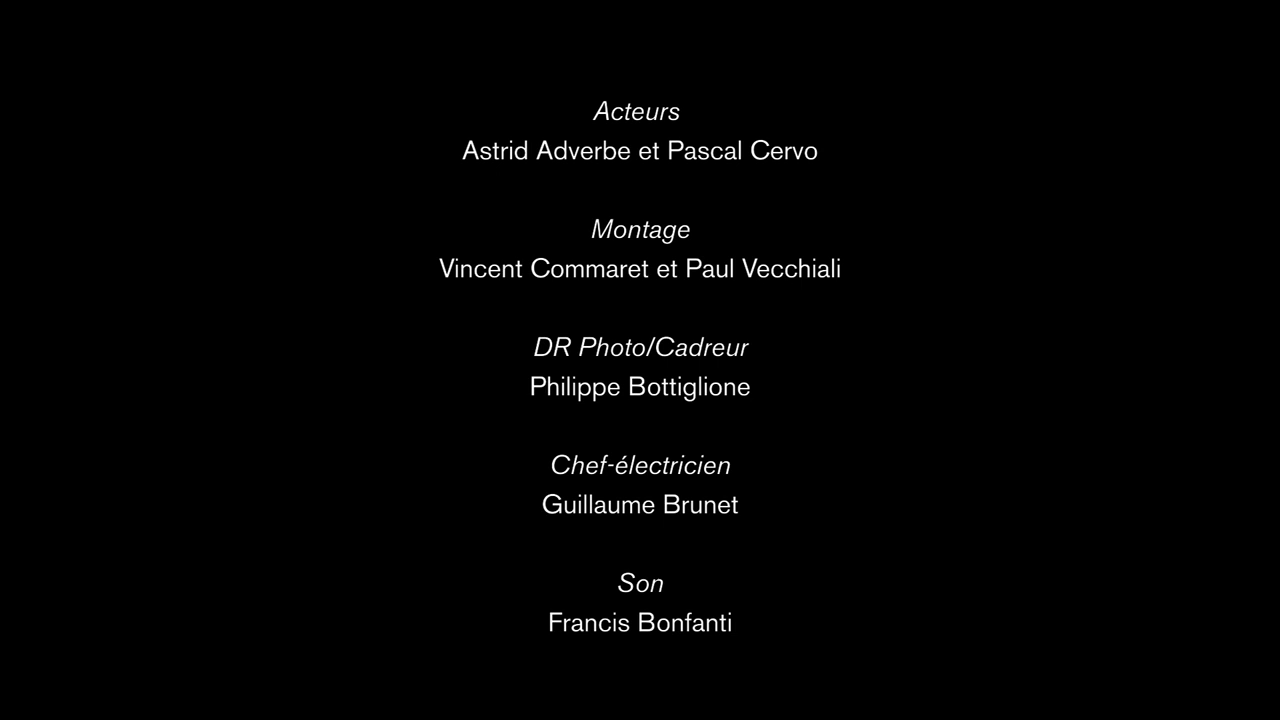 Acteurs
Astrid Adverbe et Pascal Cervo
Montage
Vincent Commaret et Paul Vecchiali
DR Photo/Cadreur
Philippe Bottiglione
Chef-électricien
Guillaume Brunet
Son
Francis Bonfanti